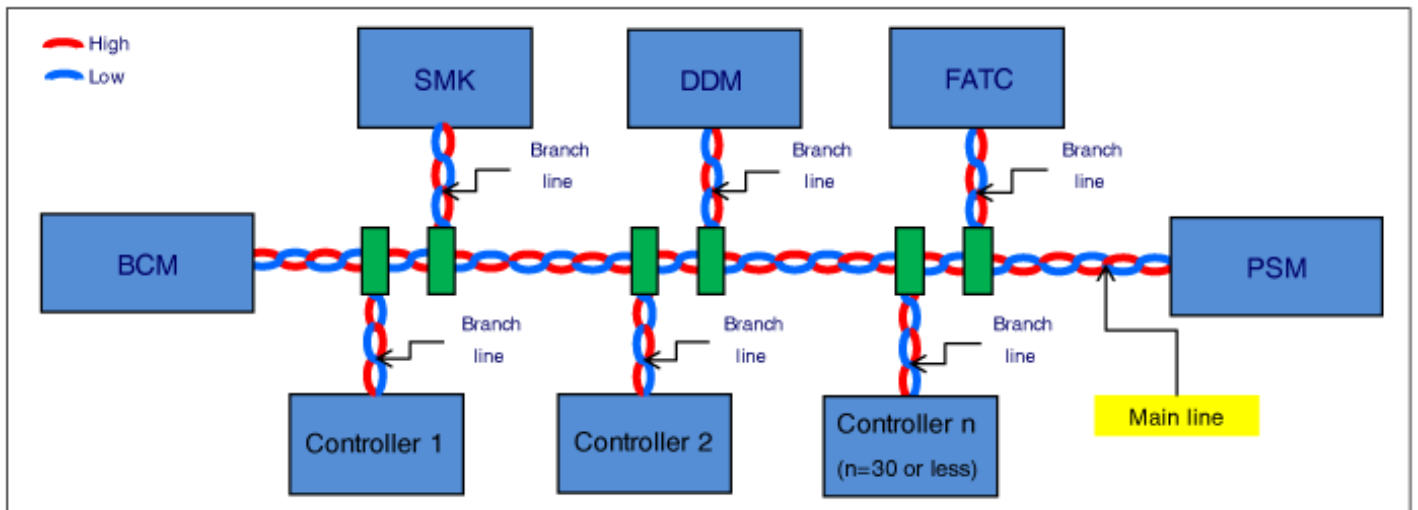 High
Low
SMK
DDM
FATC
Branch
line
Branch
line
Branch
line
BCM
PSM
Branch
line
Branch
line
Branch
line
Controller 1
Controller 2
Controller n
(n=30 or less)
Main line